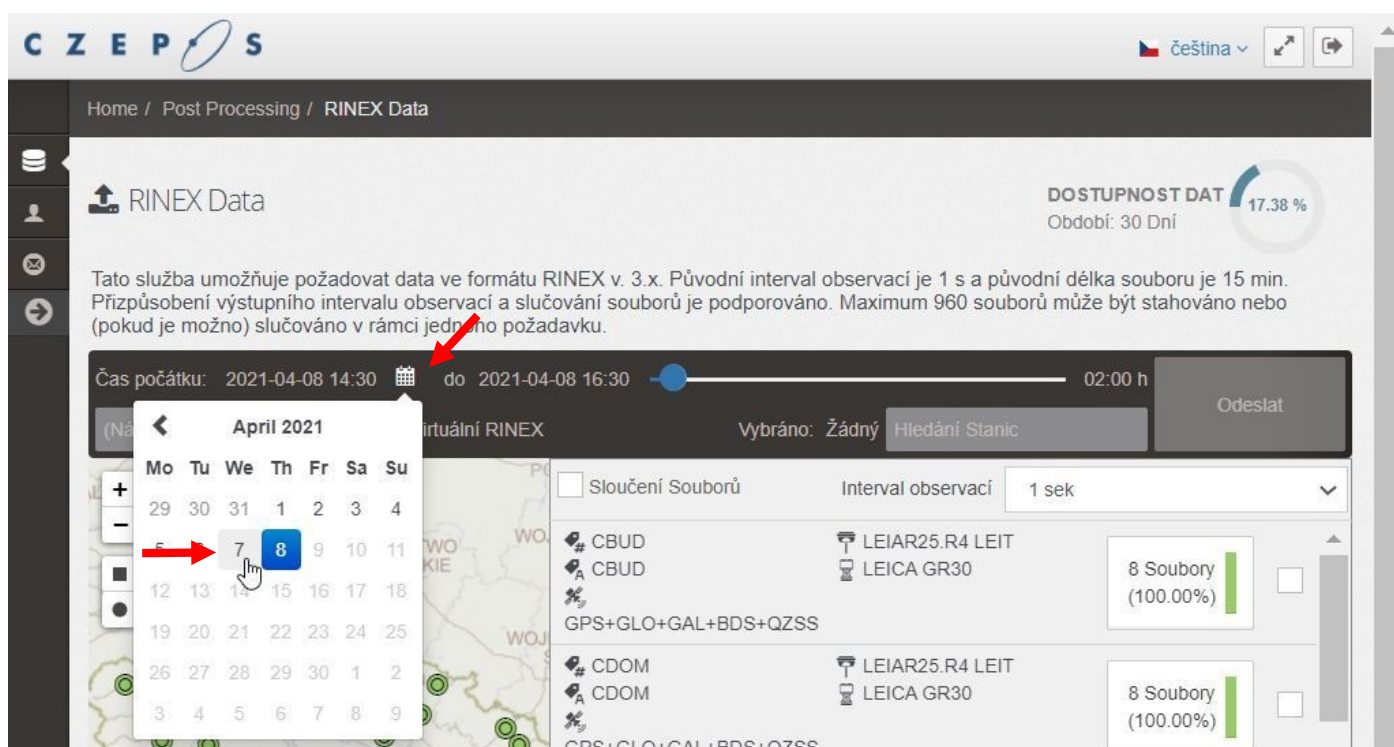 CZEPOS
čeština
Home / Post Processing / RINEX Data
RINEX Data
DOSTUPNOST DAT
Období: 30 Dní
17.38 %
Tato služba umožňuje požadovat data ve formátu RINEX v. 3.x. Původní interval observací je 1 s a původní délka souboru je 15 min.
Přizpůsobení výstupního intervalu observací a slučování souborů je podporováno. Maximum 960 souborů může být stahováno nebo
(pokud je možno) slučováno v rámci jednoho požadavku.
Čas počátku: 2021-04-08 14:30 do 2021-04-08 16:30 02:00 h
Odeslat
RINEX Vybráno: Žádný Hledání Stanic
April 2021
Mo Tu We Th Fr Sa Su
29 30 31 1 2 3 4
5 7 8 9 10 11
12 13 14 15 16 17 18
19 20 21 22 23 24 25
26 27 28 29 30 1 2
3 4 5 6 7 8 9
+
−
Sloučení Souborů Interval observací 1 sek
# CBUD LEIAR25.R4 LEIT
A CBUD LEICA GR30
GPS+GLO+GAL+BDS+QZSS
8 Soubory
(100.00%)
# CDOM LEIAR25.R4 LEIT
A CDOM LEICA GR30
GPS+GLO+GAL+BDS+QZSS
8 Soubory
(100.00%)